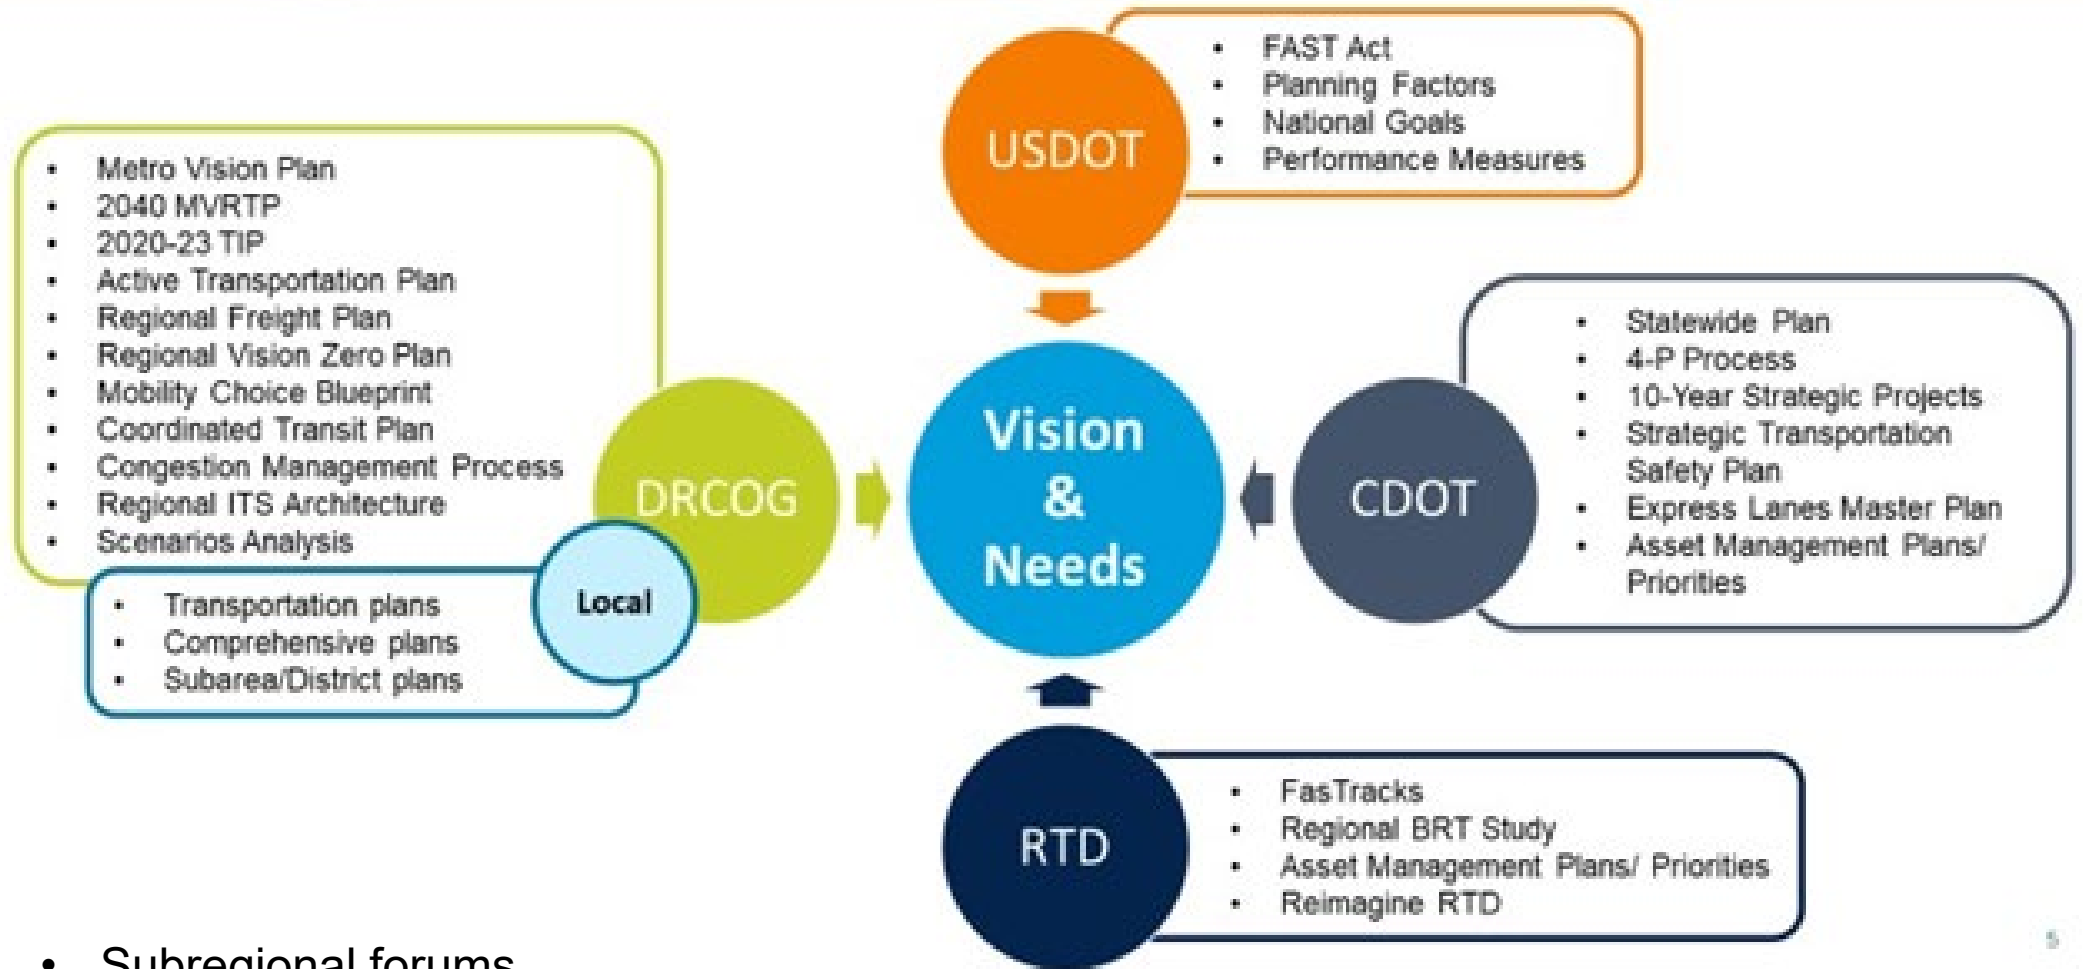 USDOT
• FAST Act
• Planning Factors
• National Goals
• Performance Measures
• Metro Vision Plan
• 2040 MVRTP
• 2020-23 TIP
• Active Transportation Plan
• Regional Freight Plan
• Regional Vision Zero Plan
• Mobility Choice Blueprint
• Coordinated Transit Plan
• Congestion Management Process
• Regional ITS Architecture
• Scenarios Analysis
DRCOG
Local
• Transportation plans
• Comprehensive plans
• Subarea/District plans
Vision
&
Needs
CDOT
• Statewide Plan
• 4-P Process
• 10-Year Strategic Projects
• Strategic Transportation
Safety Plan
• Express Lanes Master Plan
• Asset Management Plans/
Priorities
RTD
• FasTracks
• Regional BRT Study
• Asset Management Plans/ Priorities
• Reimagine RTD
• Subregional forums
5